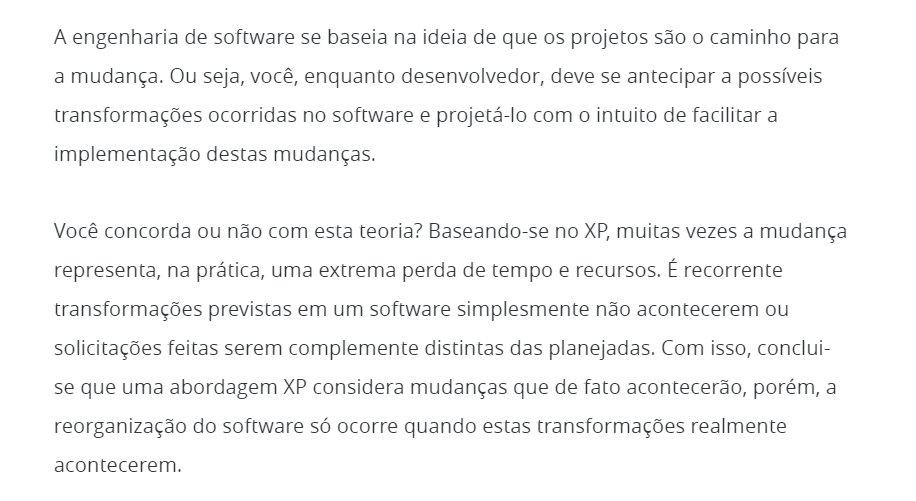 A engenharia de software se baseia na ideia de que os projetos são o caminho para
a mudança. Ou seja, você, enquanto desenvolvedor, deve se antecipar a possíveis
transformações ocorridas no software e projetá-lo com o intuito de facilitar a
implementação destas mudanças.
Você concorda ou não com esta teoria? Baseando-se no XP, muitas vezes a mudança
representa, na prática, uma extrema perda de tempo e recursos. É recorrente
transformações previstas em um software simplesmente não acontecerem ou
solicitações feitas serem complemente distintas das planejadas. Com isso, conclui-
se que uma abordagem XP considera mudanças que de fato acontecerão, porém, a
reorganização do software só ocorre quando estas transformações realmente
acontecerem.